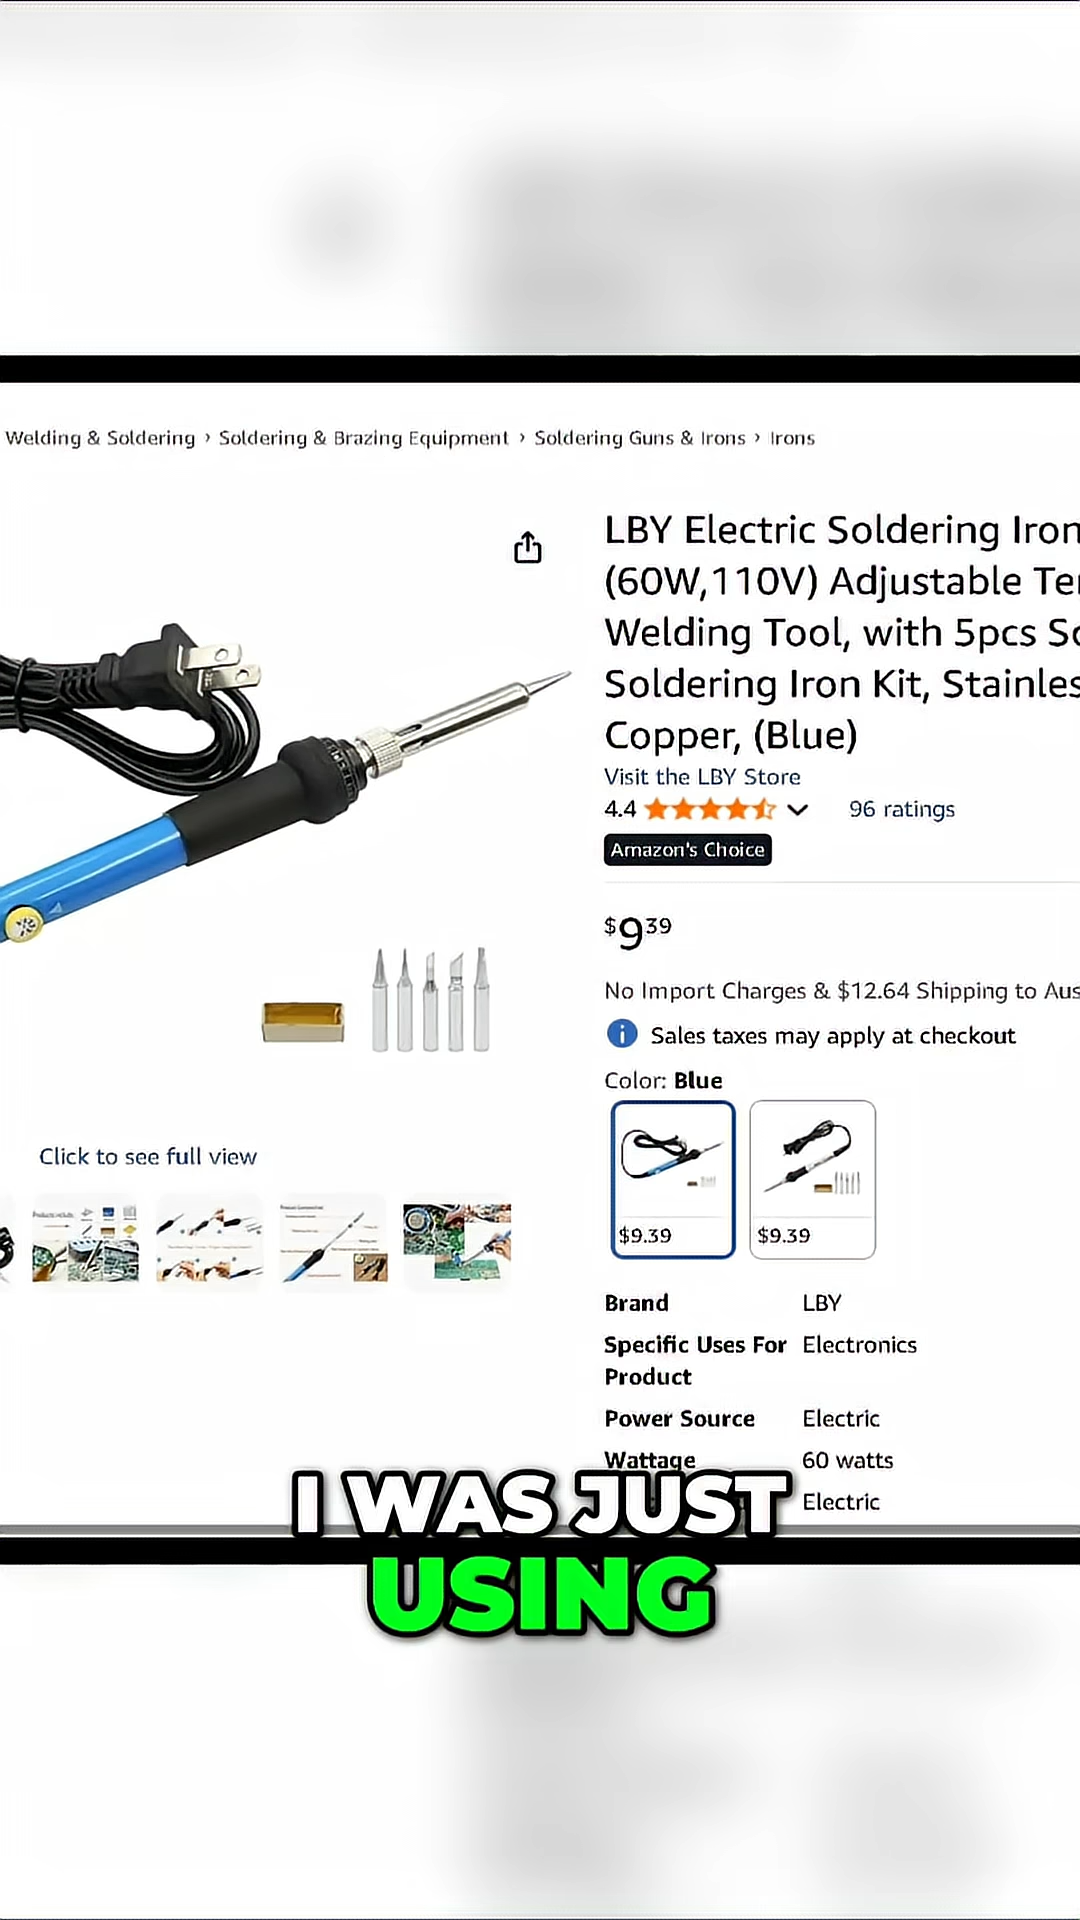 Welding & Soldering › Soldering & Brazing Equipment › Soldering Guns & Irons › Irons
LBY Electric Soldering Iron
(60W,110V) Adjustable
Welding Tool, with 5pcs
Soldering Iron Kit,
Copper, (Blue)
Visit the LBY Store
4.4
96 ratings
Amazon's Choice
$9.39
No Import Charges & $12.64 Shipping to
Sales taxes may apply at checkout
Color: Blue
$9.39
$9.39
Click to see full view
Brand LBY
Specific Uses For Electronics
Product
Power Source Electric
Wattage 60 watts
Electric
I WAS JUST
USING